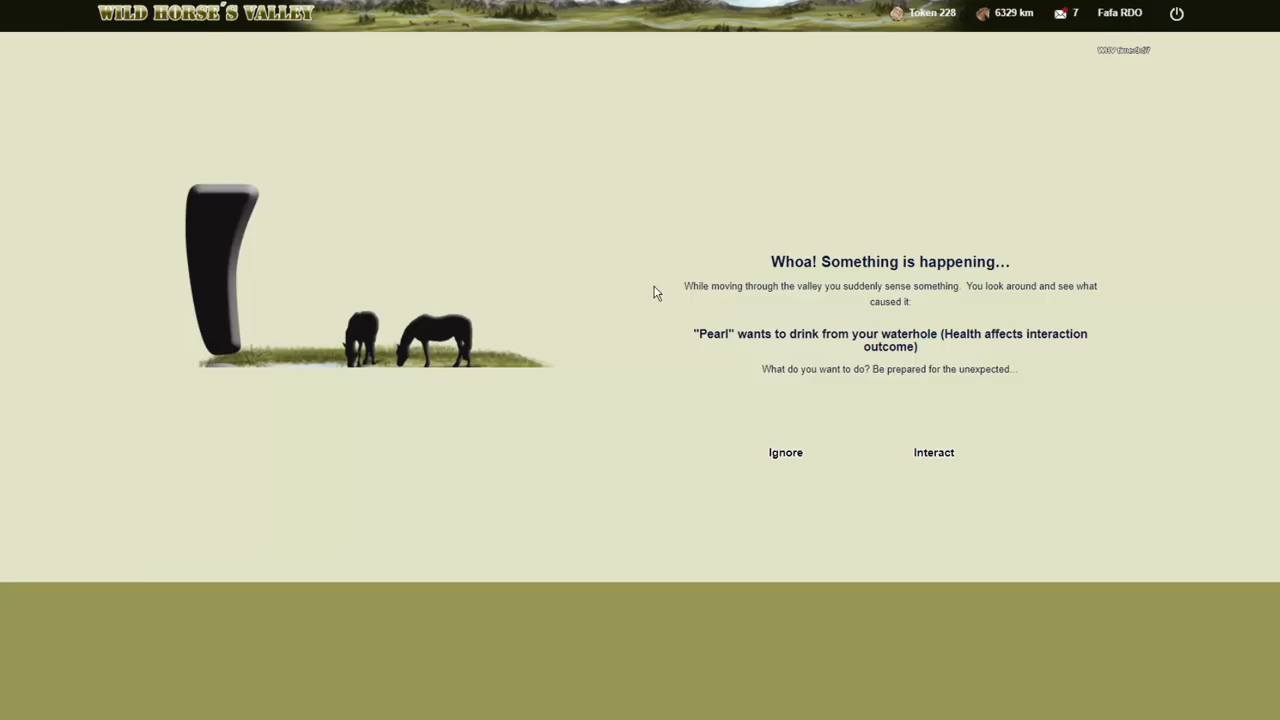 WILD HORSE'S VALLEY
Token 228
6329 km
7
Fafa RDO
Whoa! Something is happening...
While moving through the valley you suddenly sense something. You look around and see what
caused it:
"Pearl" wants to drink from your waterhole (Health affects interaction
outcome)
What do you want to do? Be prepared for the unexpected...
Ignore
Interact